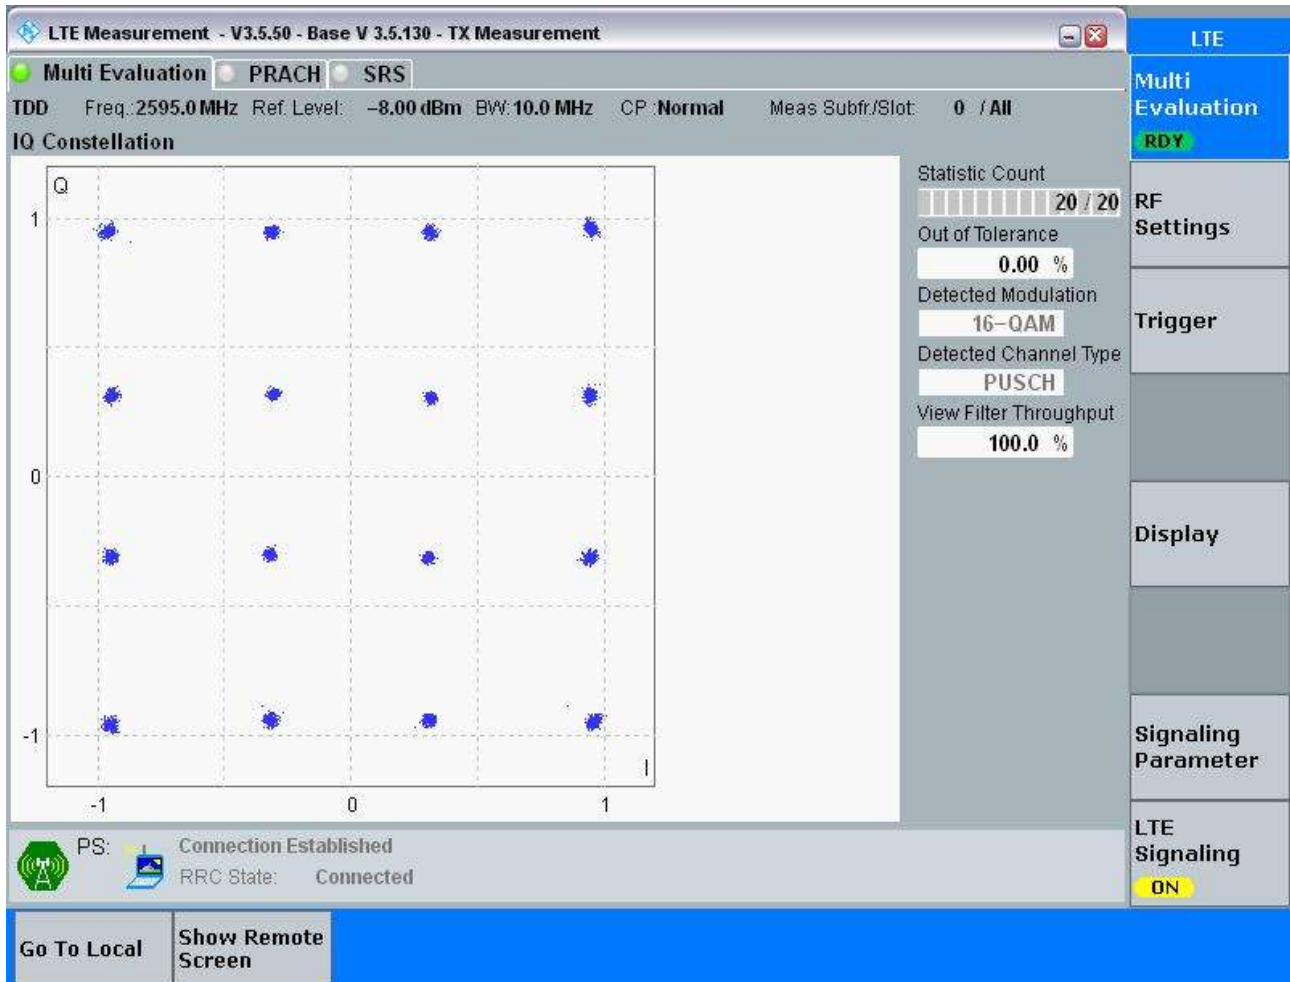 LTE Measurement - V3.5.50 - Base V 3.5.130 - TX Measurement
LTE
Multi Evaluation PRACH SRS
TDD Freq.:2595.0 MHz Ref. Level: -8.00 dBm BW:10.0 MHz CP :Normal Meas Subfr./Slot: 0 / All
IQ Constellation
Q
1
0
-1
-1 0 1
I
Statistic Count
20 / 20
Out of Tolerance
0.00 %
Detected Modulation
16-QAM
Detected Channel Type
PUSCH
View Filter Throughput
100.0 %
Multi
Evaluation
RDY
RF
Settings
Trigger
Display
Signaling
Parameter
LTE
Signaling
ON
PS: Connection Established
RRC State: Connected
Go To Local
Show Remote
Screen